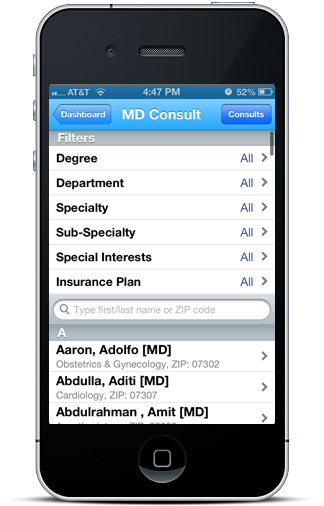 AT&T 4:47 PM 52%
Dashboard MD Consult Consults
Filters
Degree All
Department All
Specialty All
Sub-Specialty All
Special Interests All
Insurance Plan All
Type first/last name or ZIP code
A
Aaron, Adolfo [MD]
Obstetrics & Gynecology, ZIP: 07302
Abdulla, Aditi [MD]
Cardiology, ZIP: 07307
Abdulrahman , Amit [MD]